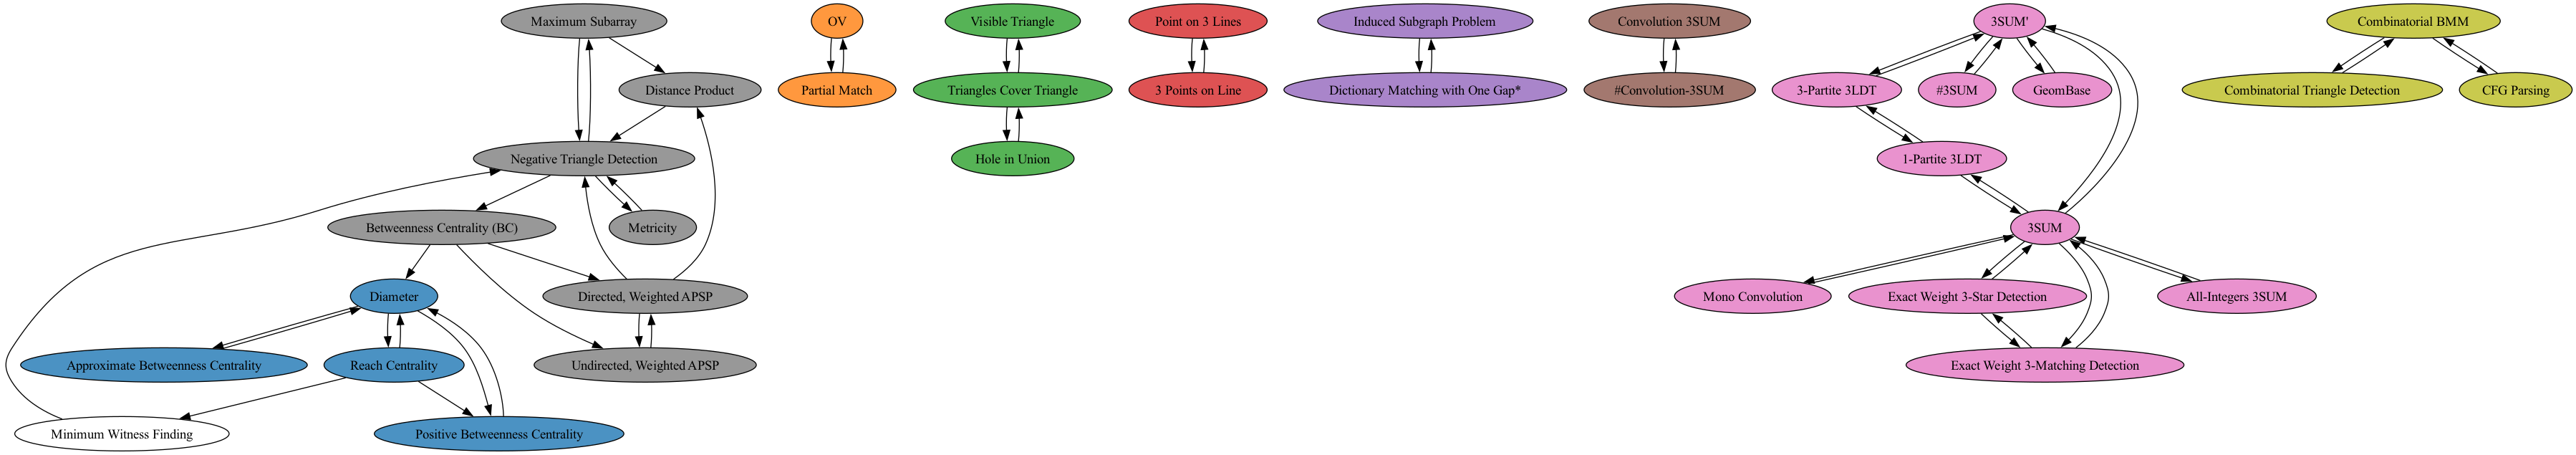 Maximum Subarray
OV
Visible Triangle
Point on 3 Lines
Induced Subgraph Problem
Convolution 3SUM
3SUM'
Combinatorial BMM
Distance Product
Partial Match
Triangles Cover Triangle
3 Points on Line
Dictionary Matching with One Gap*
#Convolution-3SUM
3-Partite 3LDT
#3SUM
GeomBase
Combinatorial Triangle Detection
CFG Parsing
Negative Triangle Detection
Hole in Union
1-Partite 3LDT
Betweenness Centrality (BC)
Metricity
3SUM
Diameter
Directed, Weighted APSP
Mono Convolution
Exact Weight 3-Star Detection
All-Integers 3SUM
Approximate Betweenness Centrality
Reach Centrality
Undirected, Weighted APSP
Exact Weight 3-Matching Detection
Minimum Witness Finding
Positive Betweenness Centrality